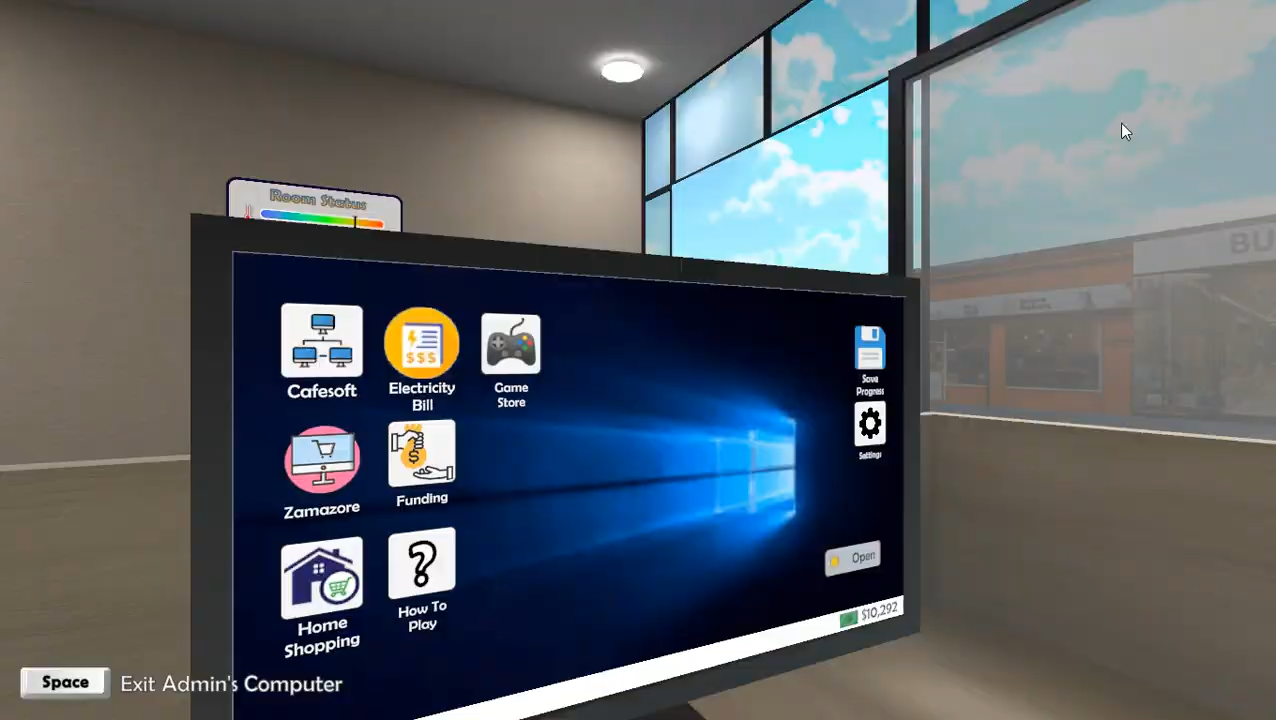 Room Status
BU
Cafesoft
Electricity
Bill
Game
Store
Save
Progress
Zamazore
Funding
Settings
Home
Shopping
How To
Play
Open
$10,292
Space Exit Admin's Computer